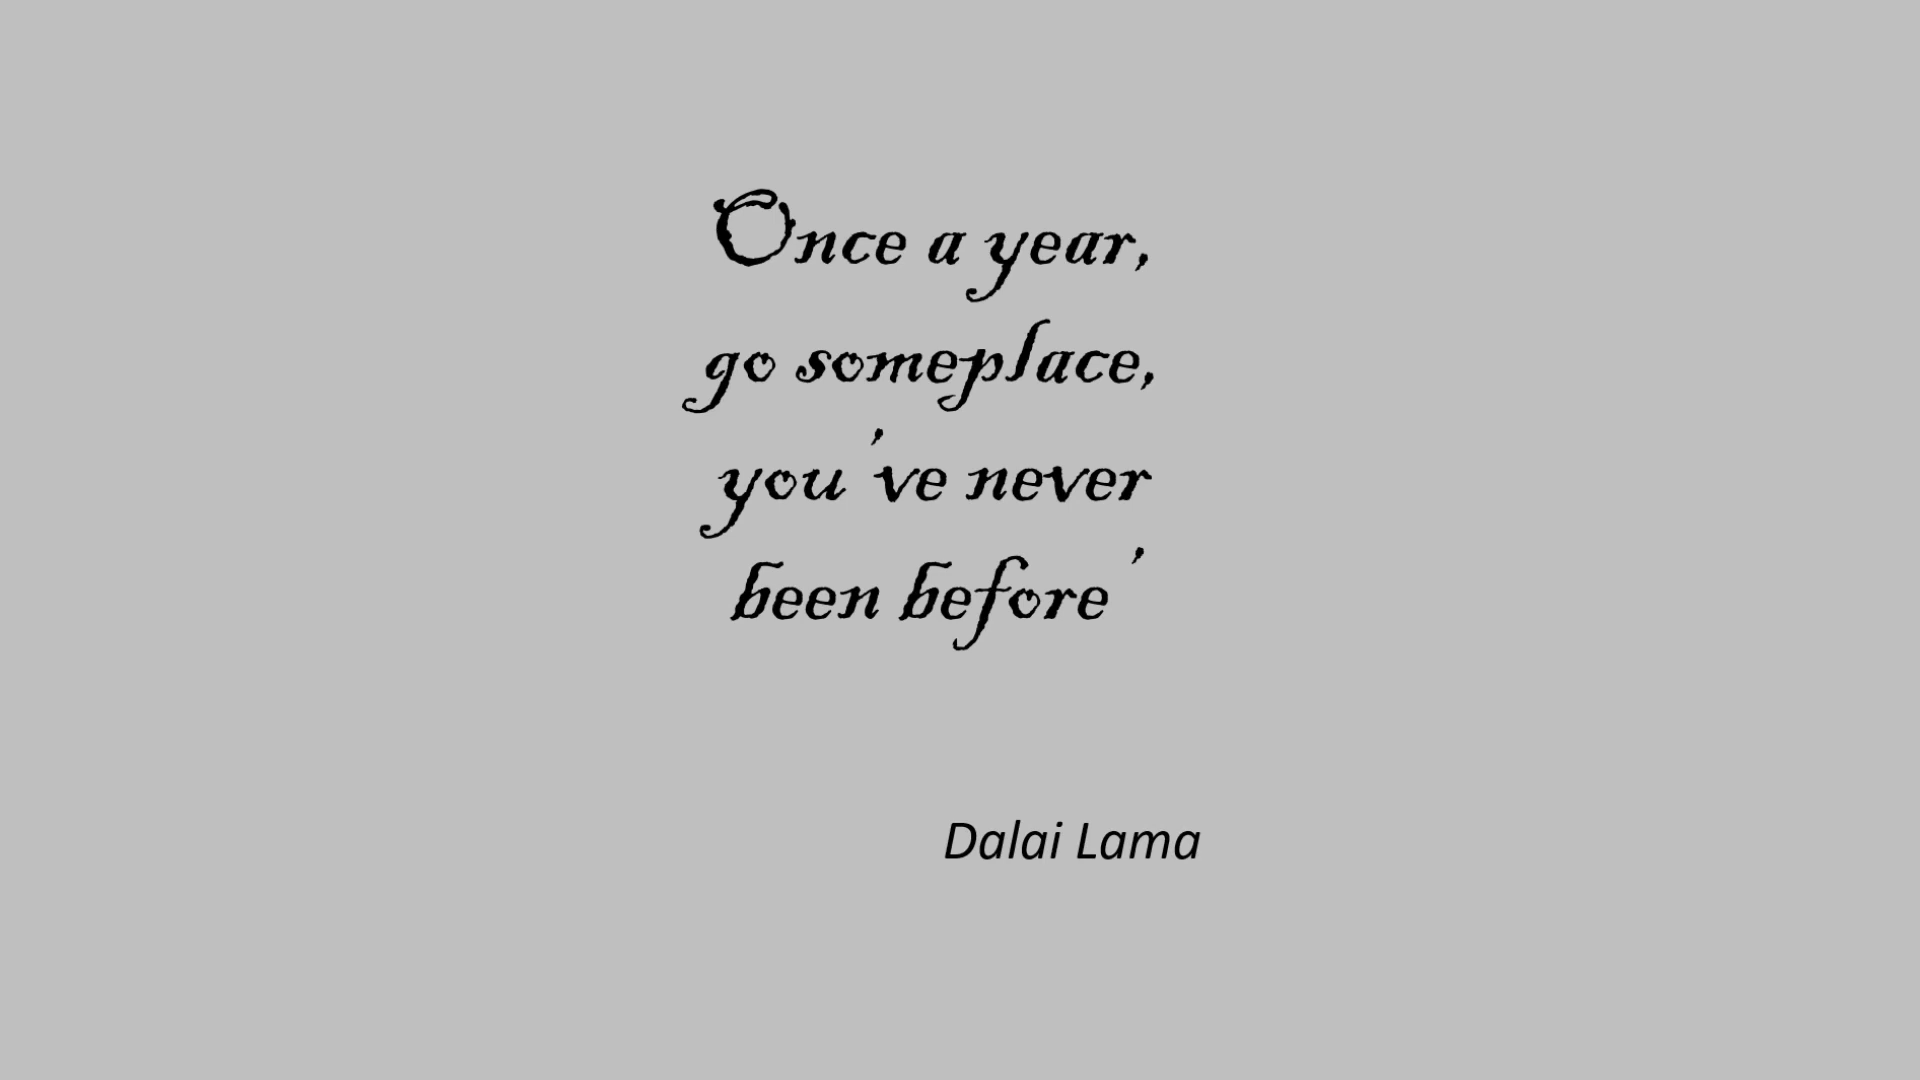 Once a year,
go someplace,
you've never
been before'
Dalai Lama